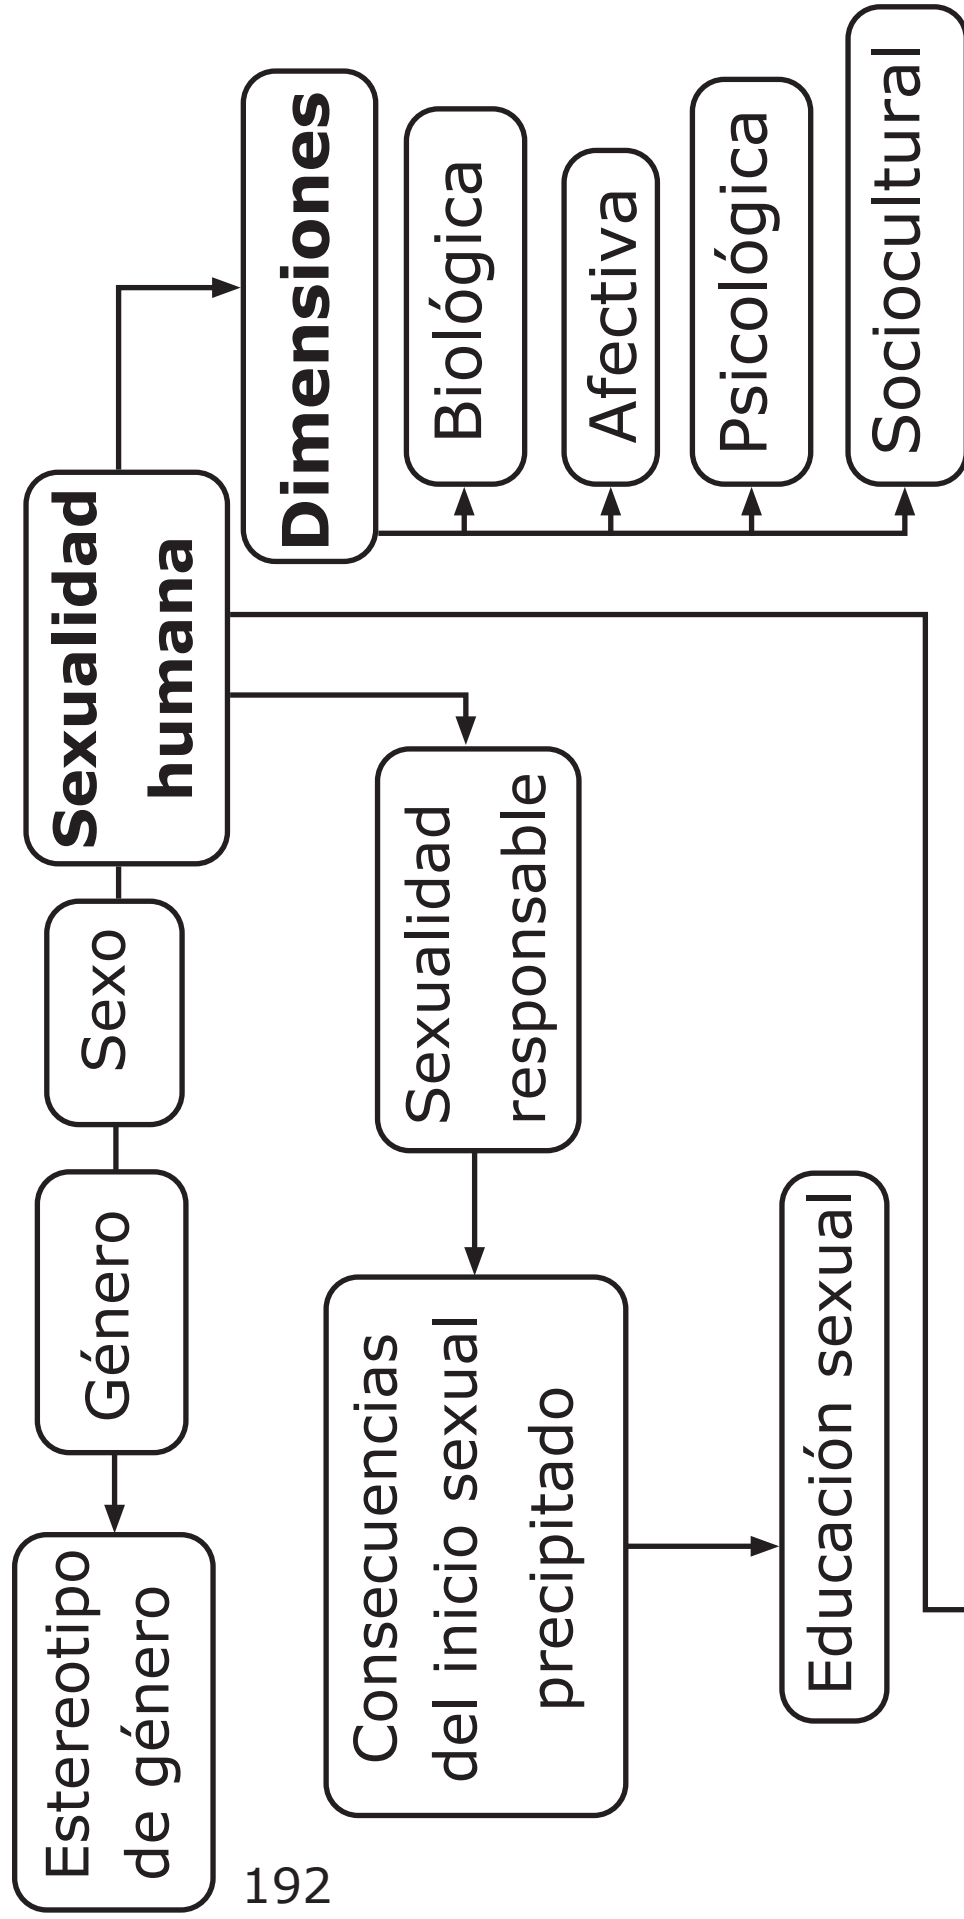 Estereotipo
de género
Género
Sexo
Sexualidad
humana
Dimensiones
Biológica
Afectiva
Psicológica
Sociocultural
Sexualidad
responsable
Consecuencias
del inicio sexual
precipitado
Educación sexual
192